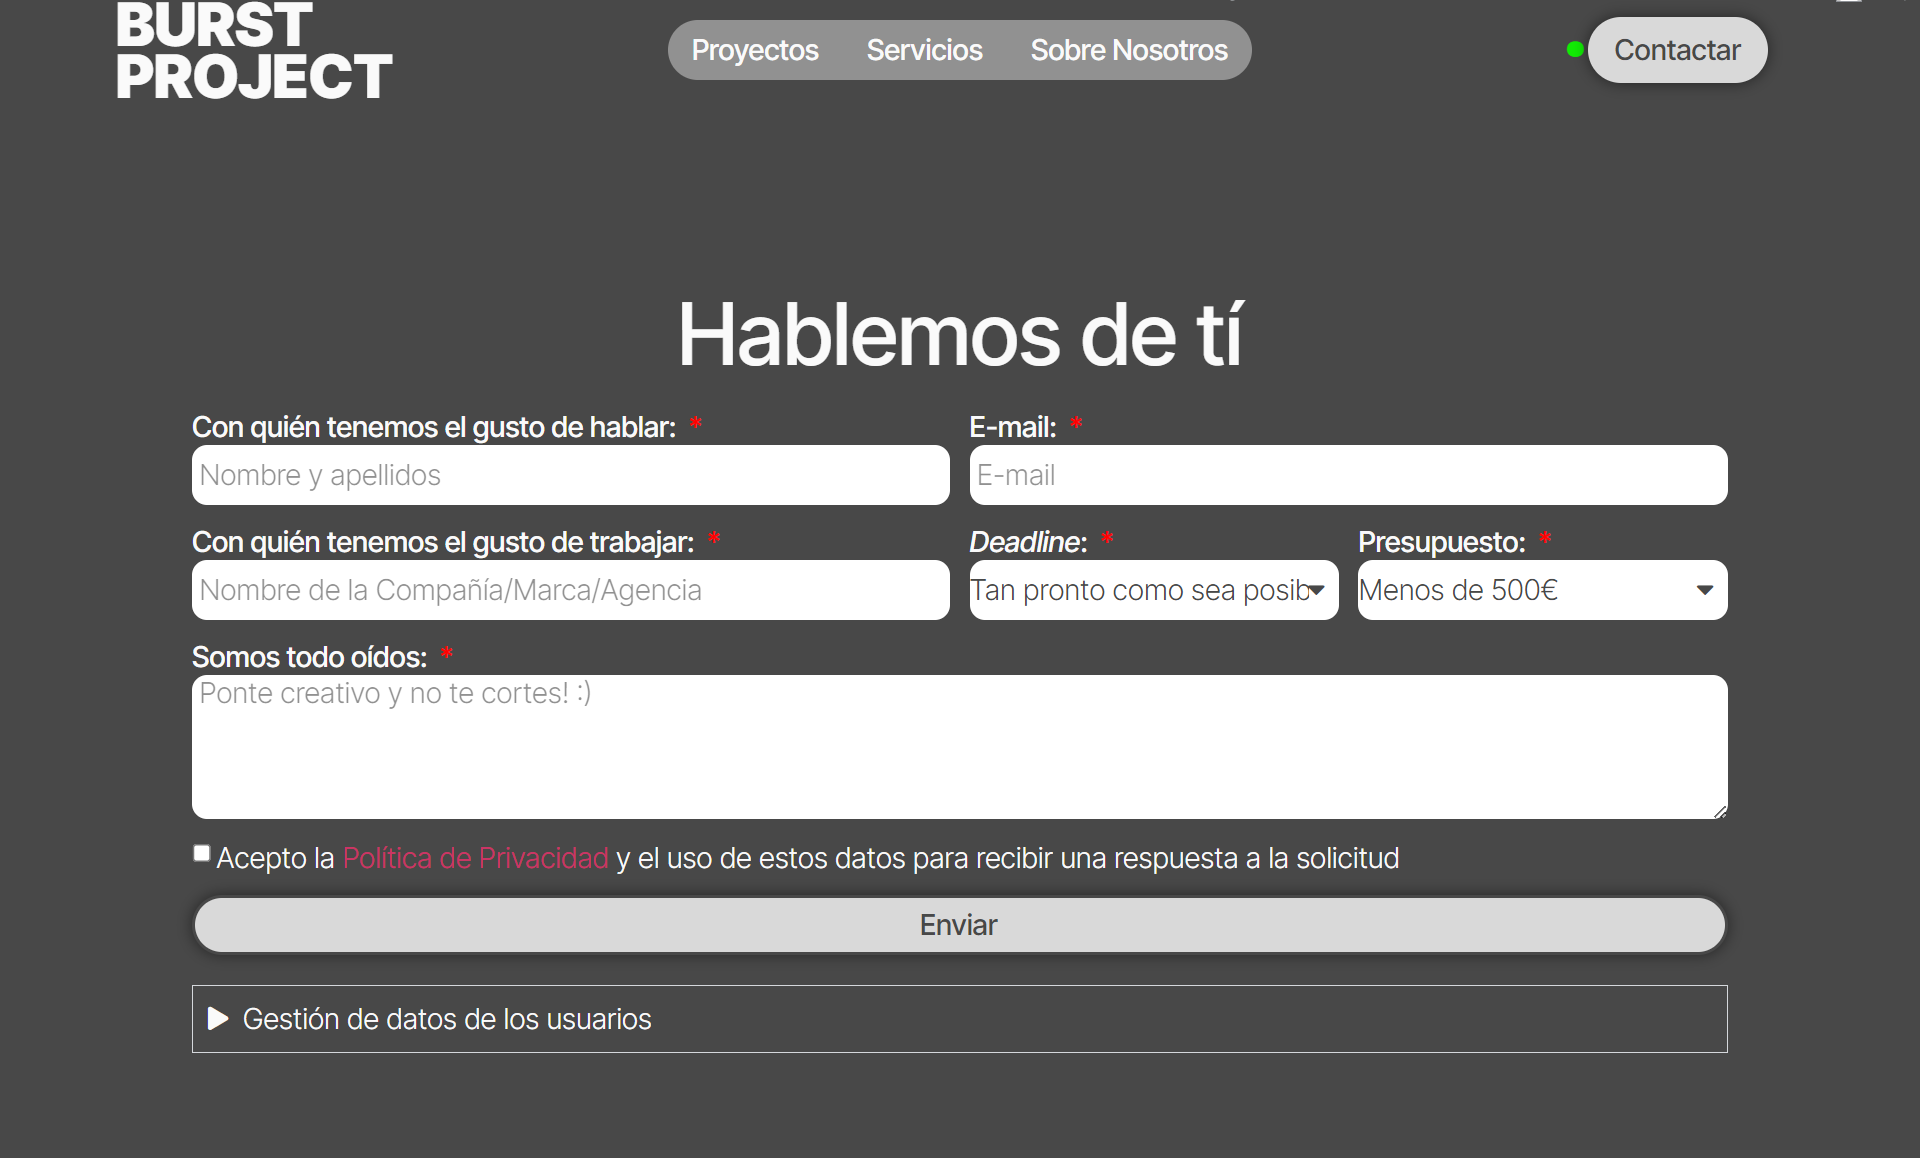 BURST
PROJECT
Proyectos Servicios Sobre Nosotros
Contactar
Hablemos de tí
Con quién tenemos el gusto de hablar: *
Nombre y apellidos
E-mail: *
E-mail
Con quién tenemos el gusto de trabajar: *
Nombre de la Compañía/Marca/Agencia
Deadline: *
Tan pronto como sea posib
Presupuesto: *
Menos de 500€
Somos todo oídos: *
Ponte creativo y no te cortes! :)
Acepto la Política de Privacidad y el uso de estos datos para recibir una respuesta a la solicitud
Enviar
Gestión de datos de los usuarios